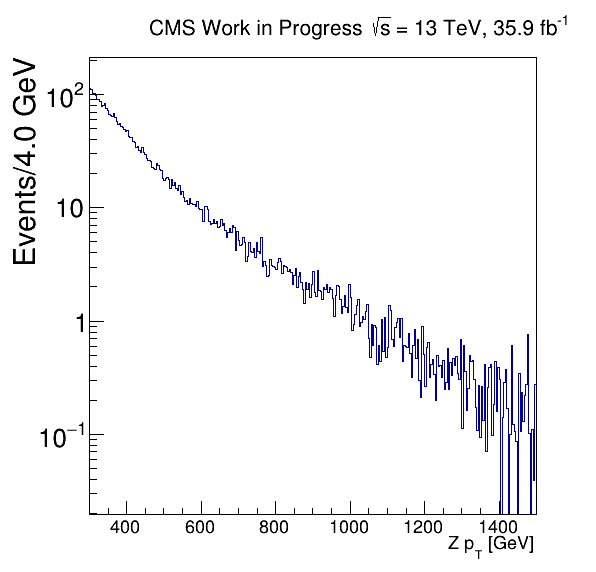 CMS Work in Progress √s = 13 TeV, 35.9 fb⁻¹
Events/4.0 GeV
10²
10
1
10⁻¹
400 600 800 1000 1200 1400
Z p_T [GeV]